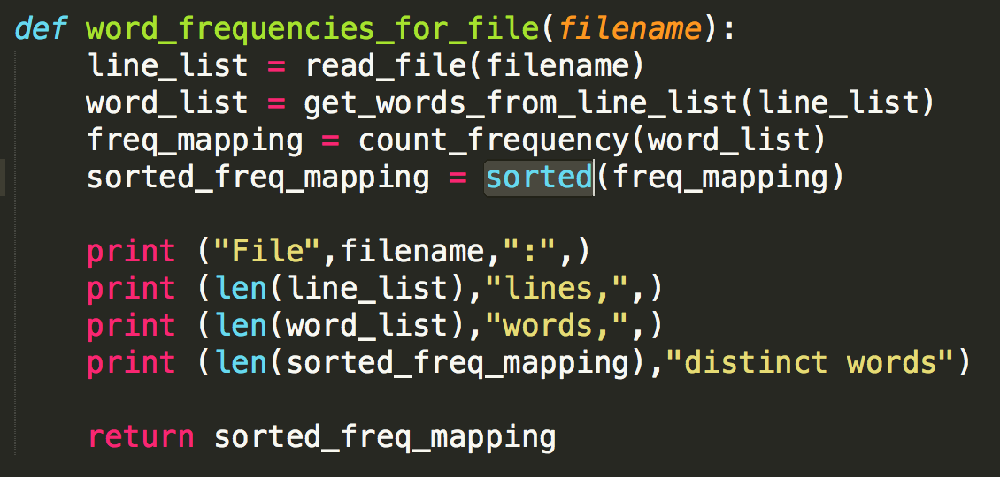 def word_frequencies_for_file(filename):
    line_list = read_file(filename)
    word_list = get_words_from_line_list(line_list)
    freq_mapping = count_frequency(word_list)
    sorted_freq_mapping = sorted(freq_mapping)

    print ("File",filename,":",)
    print (len(line_list),"lines,",)
    print (len(word_list),"words,",)
    print (len(sorted_freq_mapping),"distinct words")

    return sorted_freq_mapping